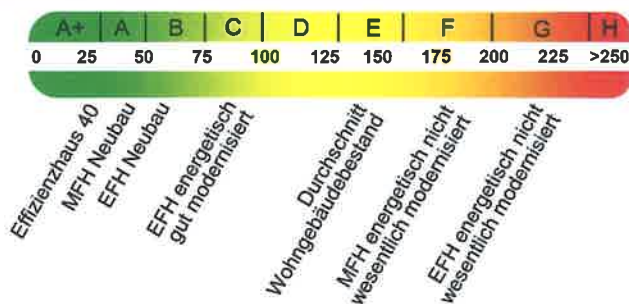 A+ A B C D E F G H
0 25 50 75 100 125 150 175 200 225 >250
Effizienzhaus 40
MFH Neubau
EFH Neubau
EFH energetisch
gut modernisiert
Durchschnitt
Wohngebäudebestand
MFH energetisch nicht
wesentlich modernisiert
EFH energetisch nicht
wesentlich modernisiert